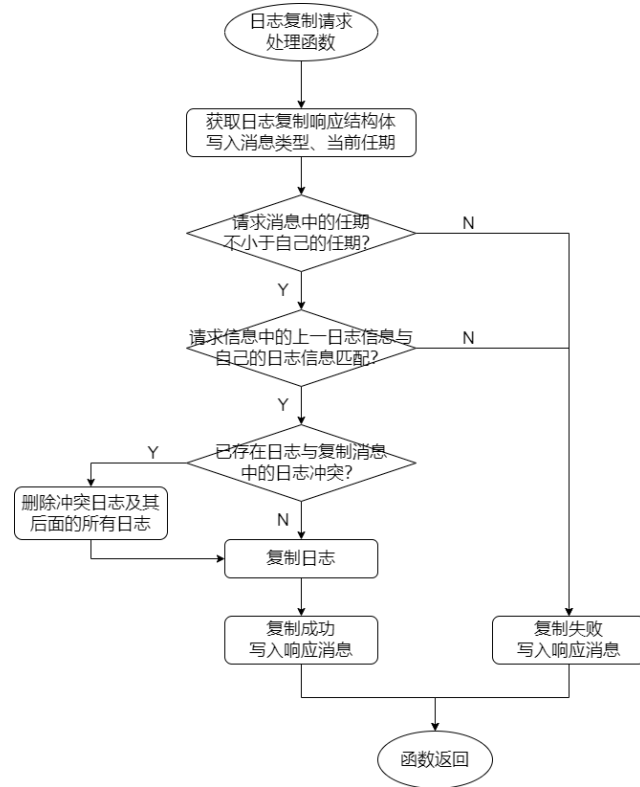 日志复制请求
处理函数
获取日志复制响应结构体
写入消息类型、当前任期
请求消息中的任期
不小于自己的任期?
N
Y
请求信息中的上一日志信息与
自己的日志信息匹配?
N
Y
已存在日志与复制消息
中的日志冲突?
Y
删除冲突日志及其
后面的所有日志
N
复制日志
复制成功
写入响应消息
复制失败
写入响应消息
函数返回